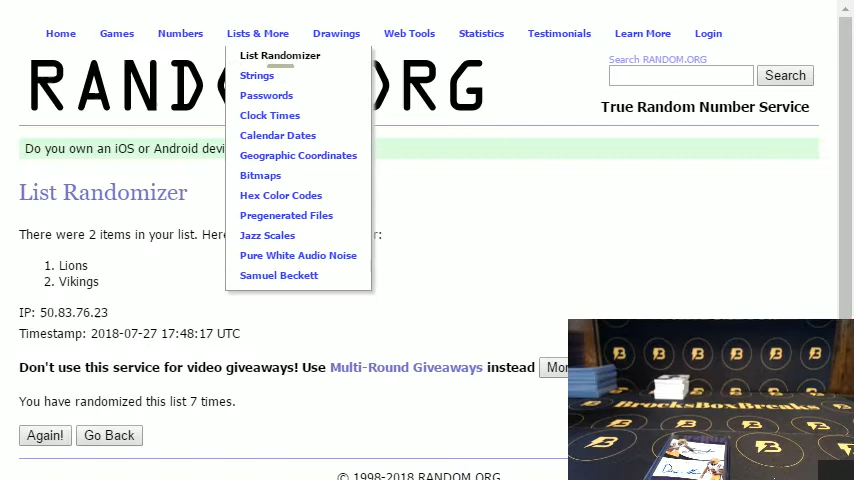 Home Games Numbers Lists & More Drawings Web Tools Statistics Testimonials Learn More Login
List Randomizer
Strings
Passwords
Clock Times
Calendar Dates
Geographic Coordinates
Bitmaps
Hex Color Codes
Pregenerated Files
Jazz Scales
Pure White Audio Noise
Samuel Beckett
RANDO RG
Search RANDOM.ORG
Search
True Random Number Service
Do you own an iOS or Android devi
List Randomizer
There were 2 items in your list. Her r:
1. Lions
2. Vikings
IP: 50.83.76.23
Timestamp: 2018-07-27 17:48:17 UTC
Don't use this service for video giveaways! Use Multi-Round Giveaways instead Mor
You have randomized this list 7 times.
Again! Go Back
© 1998-2018 RANDOM.ORG
BrocksBoxBreaks